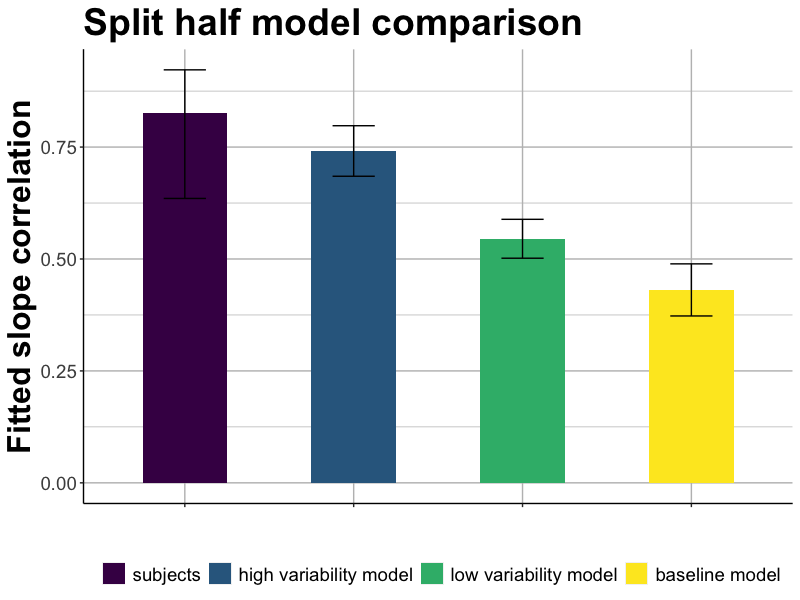 Split half model comparison
Fitted slope correlation
0.75
0.50
0.25
0.00
subjects high variability model low variability model baseline model